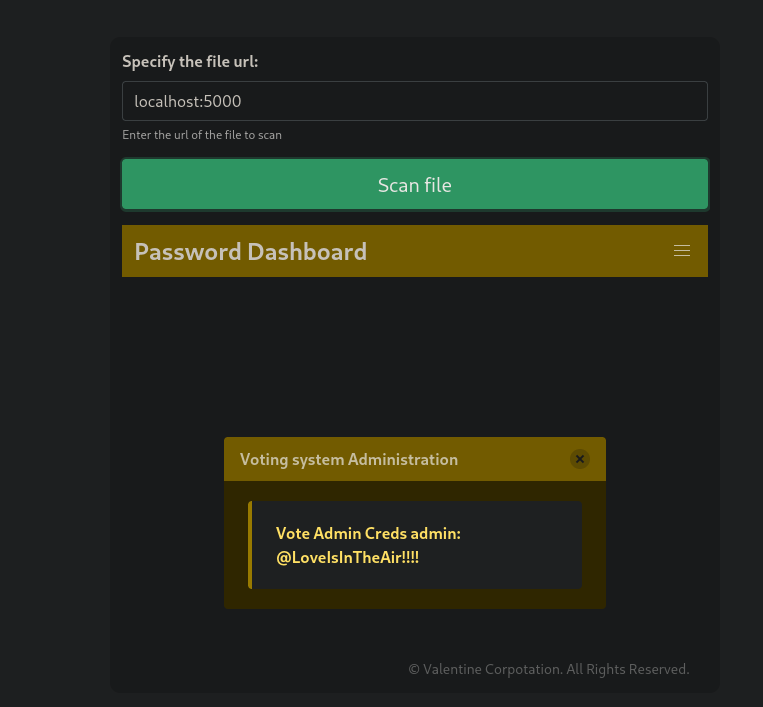 Specify the file url:
localhost:5000
Enter the url of the file to scan
Scan file
Password Dashboard
Voting system Administration
Vote Admin Creds admin:
@LoveIsInTheAir!!!!
© Valentine Corpotation. All Rights Reserved.